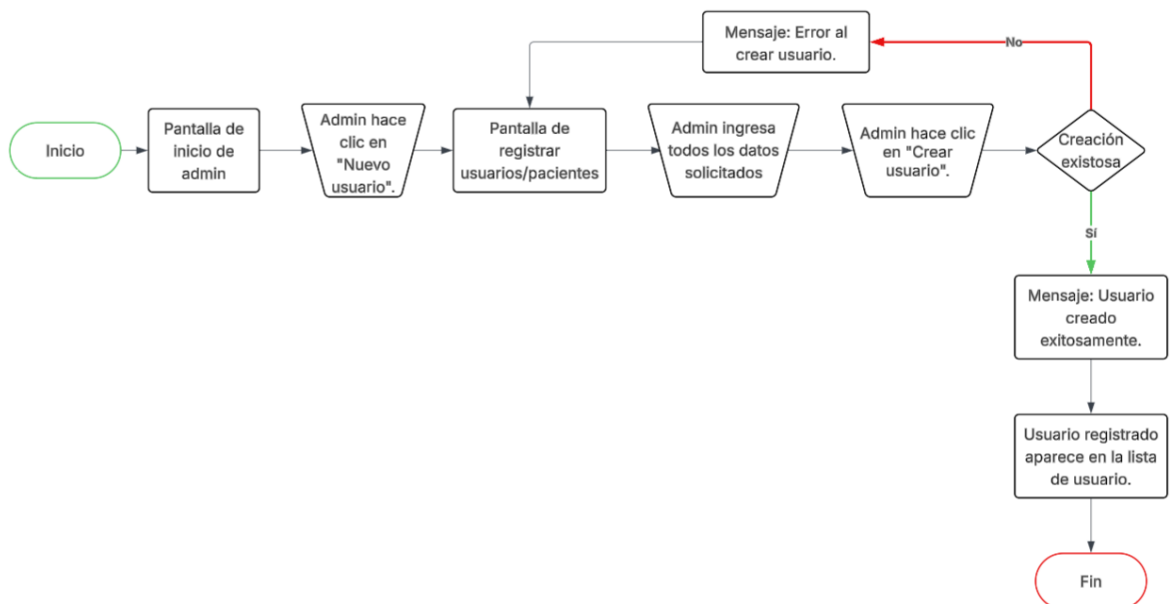 Mensaje: Error al
crear usuario.
No
Inicio
Pantalla de
inicio de
admin
Admin hace
clic en
"Nuevo
usuario".
Pantalla de
registrar
usuarios/pacientes
Admin ingresa
todos los datos
solicitados
Admin hace clic
en "Crear
usuario".
Creación
existosa
Sí
Mensaje: Usuario
creado
exitosamente.
Usuario registrado
aparece en la lista
de usuario.
Fin